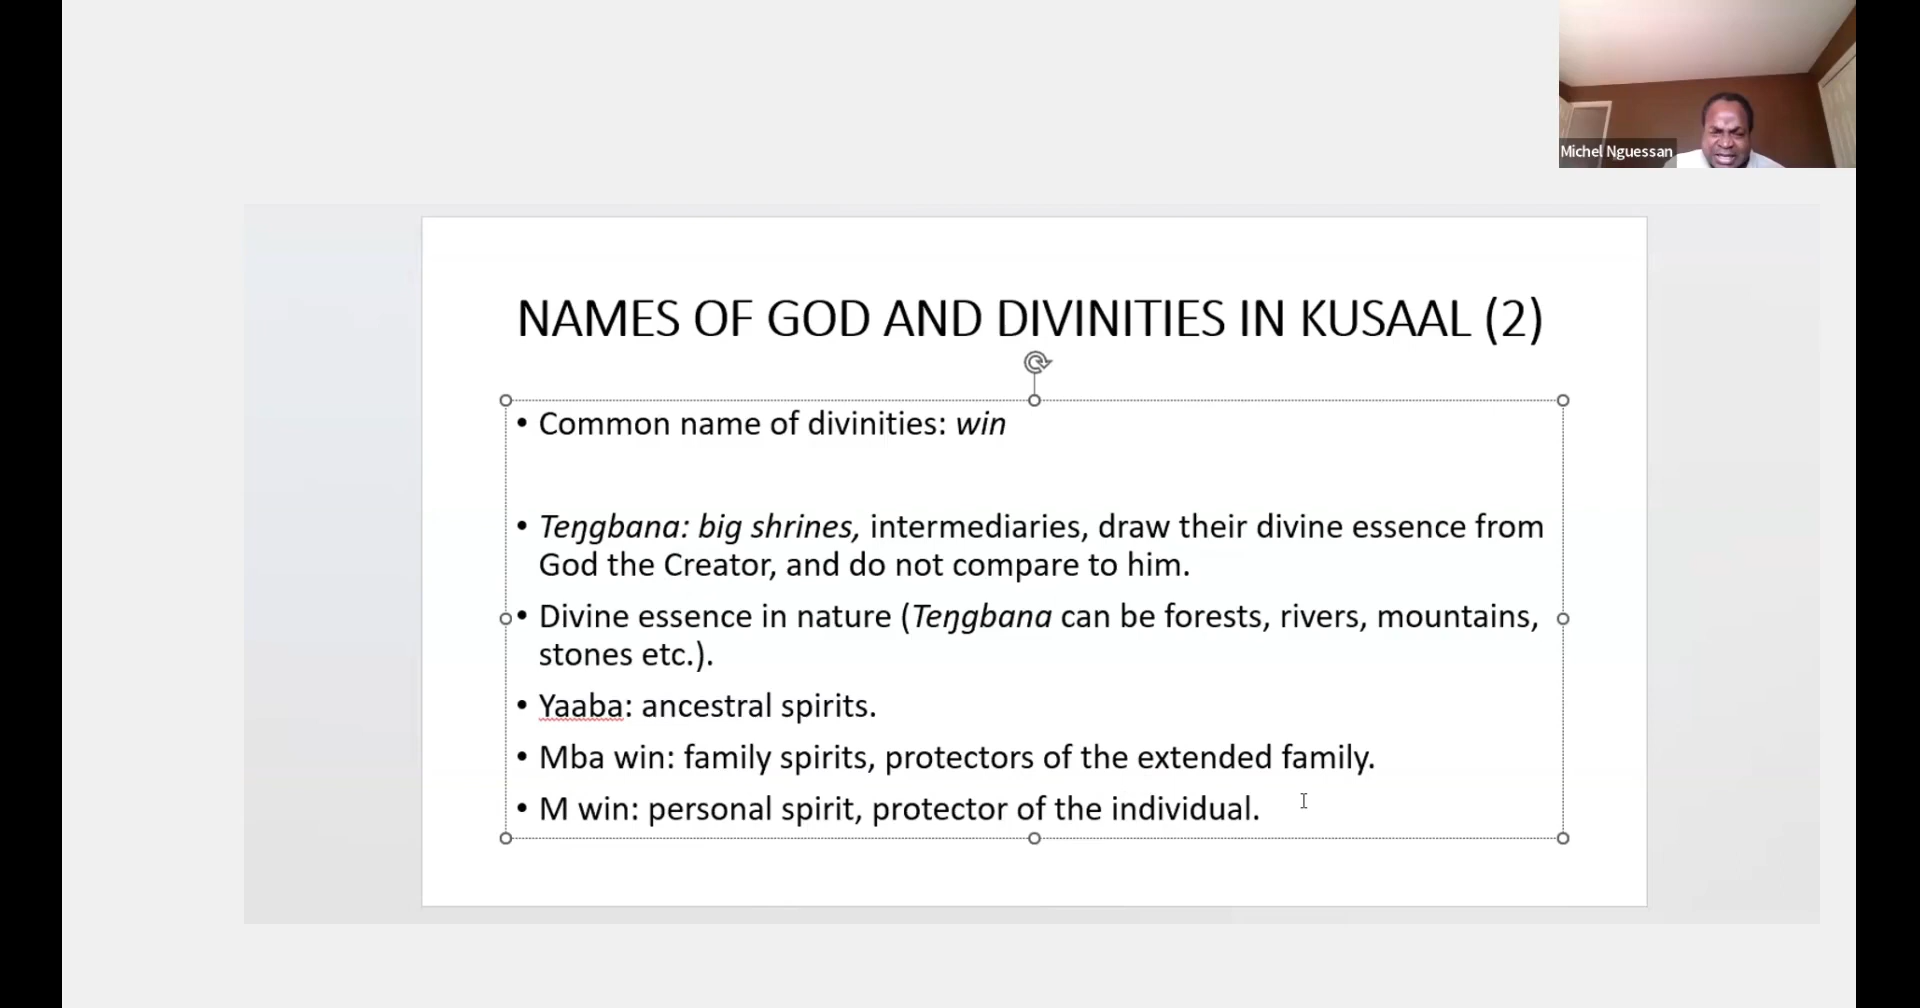 Michel Nguessan
NAMES OF GOD AND DIVINITIES IN KUSAAL (2)
• Common name of divinities: win
• Teŋgbana: big shrines, intermediaries, draw their divine essence from
God the Creator, and do not compare to him.
• Divine essence in nature (Teŋgbana can be forests, rivers, mountains,
stones etc.).
• Yaaba: ancestral spirits.
• Mba win: family spirits, protectors of the extended family.
• M win: personal spirit, protector of the individual.